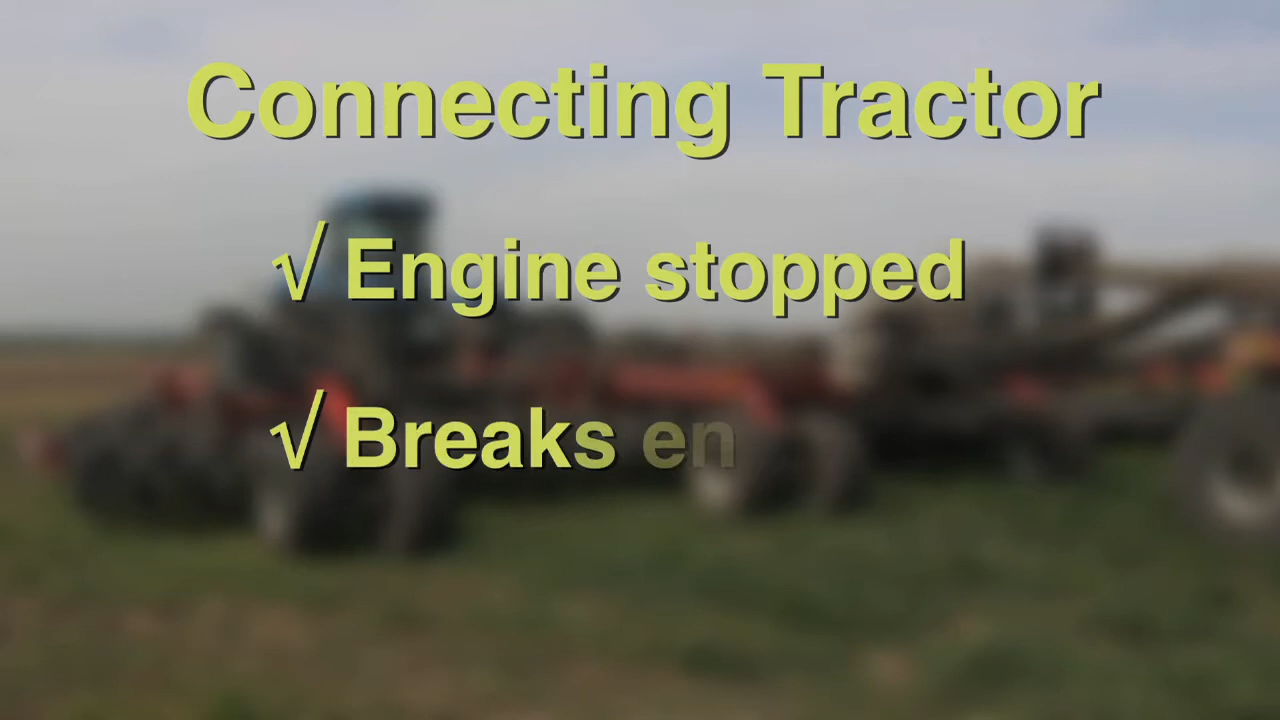 Connecting Tractor
√ Engine stopped
√ Breaks en